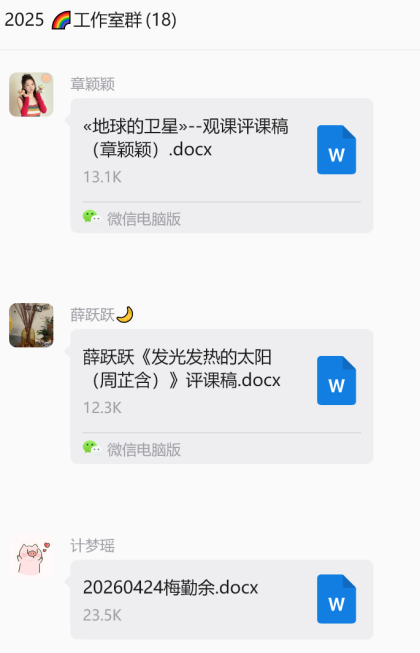 2025 🌈工作室群 (18)
章颖颖
«地球的卫星»--观课评课稿
（章颖颖）.docx
13.1K
W
微信电脑版
薛跃跃🌙
薛跃跃《发光发热的太阳
（周芷含）》评课稿.docx
12.3K
W
微信电脑版
计梦瑶
20260424梅勤余.docx
23.5K
W